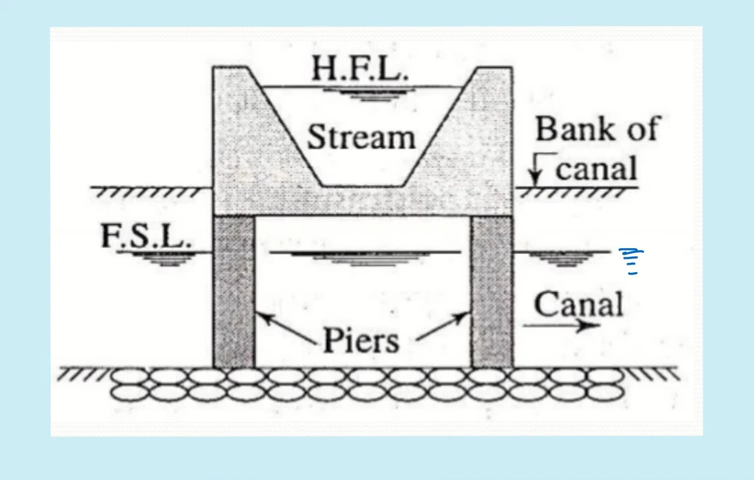 H.F.L.
Stream
Bank of
canal
F.S.L.
Canal
Piers